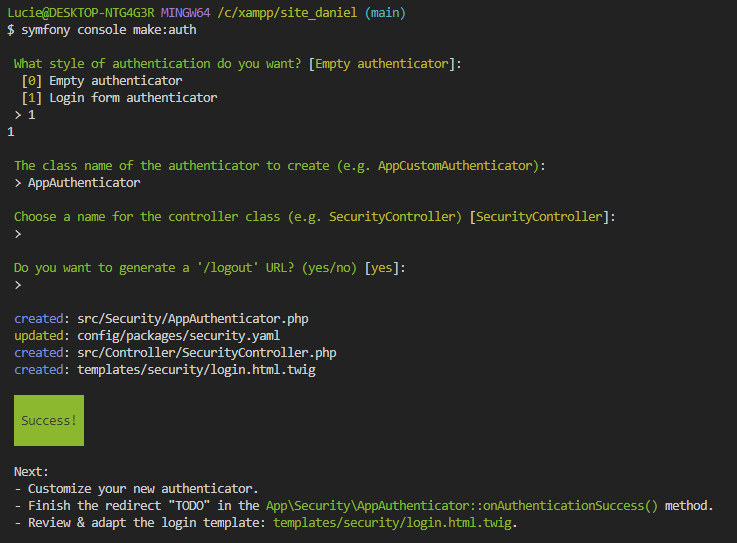 Lucie@DESKTOP-NTG4G3R MINGW64 /c/xampp/site_daniel (main)
$ symfony console make:auth
What style of authentication do you want? [Empty authenticator]:
[0] Empty authenticator
[1] Login form authenticator
> 1
1
The class name of the authenticator to create (e.g. AppCustomAuthenticator):
> AppAuthenticator
Choose a name for the controller class (e.g. SecurityController) [SecurityController]:
>
Do you want to generate a '/logout' URL? (yes/no) [yes]:
>
created: src/Security/AppAuthenticator.php
updated: config/packages/security.yaml
created: src/Controller/SecurityController.php
created: templates/security/login.html.twig
Success!
Next:
- Customize your new authenticator.
- Finish the redirect "TODO" in the App\Security\AppAuthenticator::onAuthenticationSuccess() method.
- Review & adapt the login template: templates/security/login.html.twig.